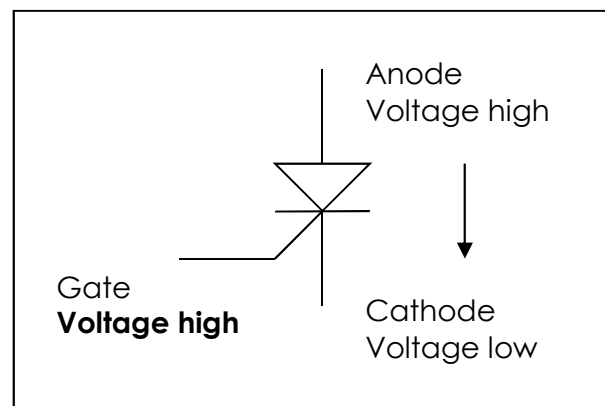 Anode
Voltage high
Gate
Voltage high
Cathode
Voltage low